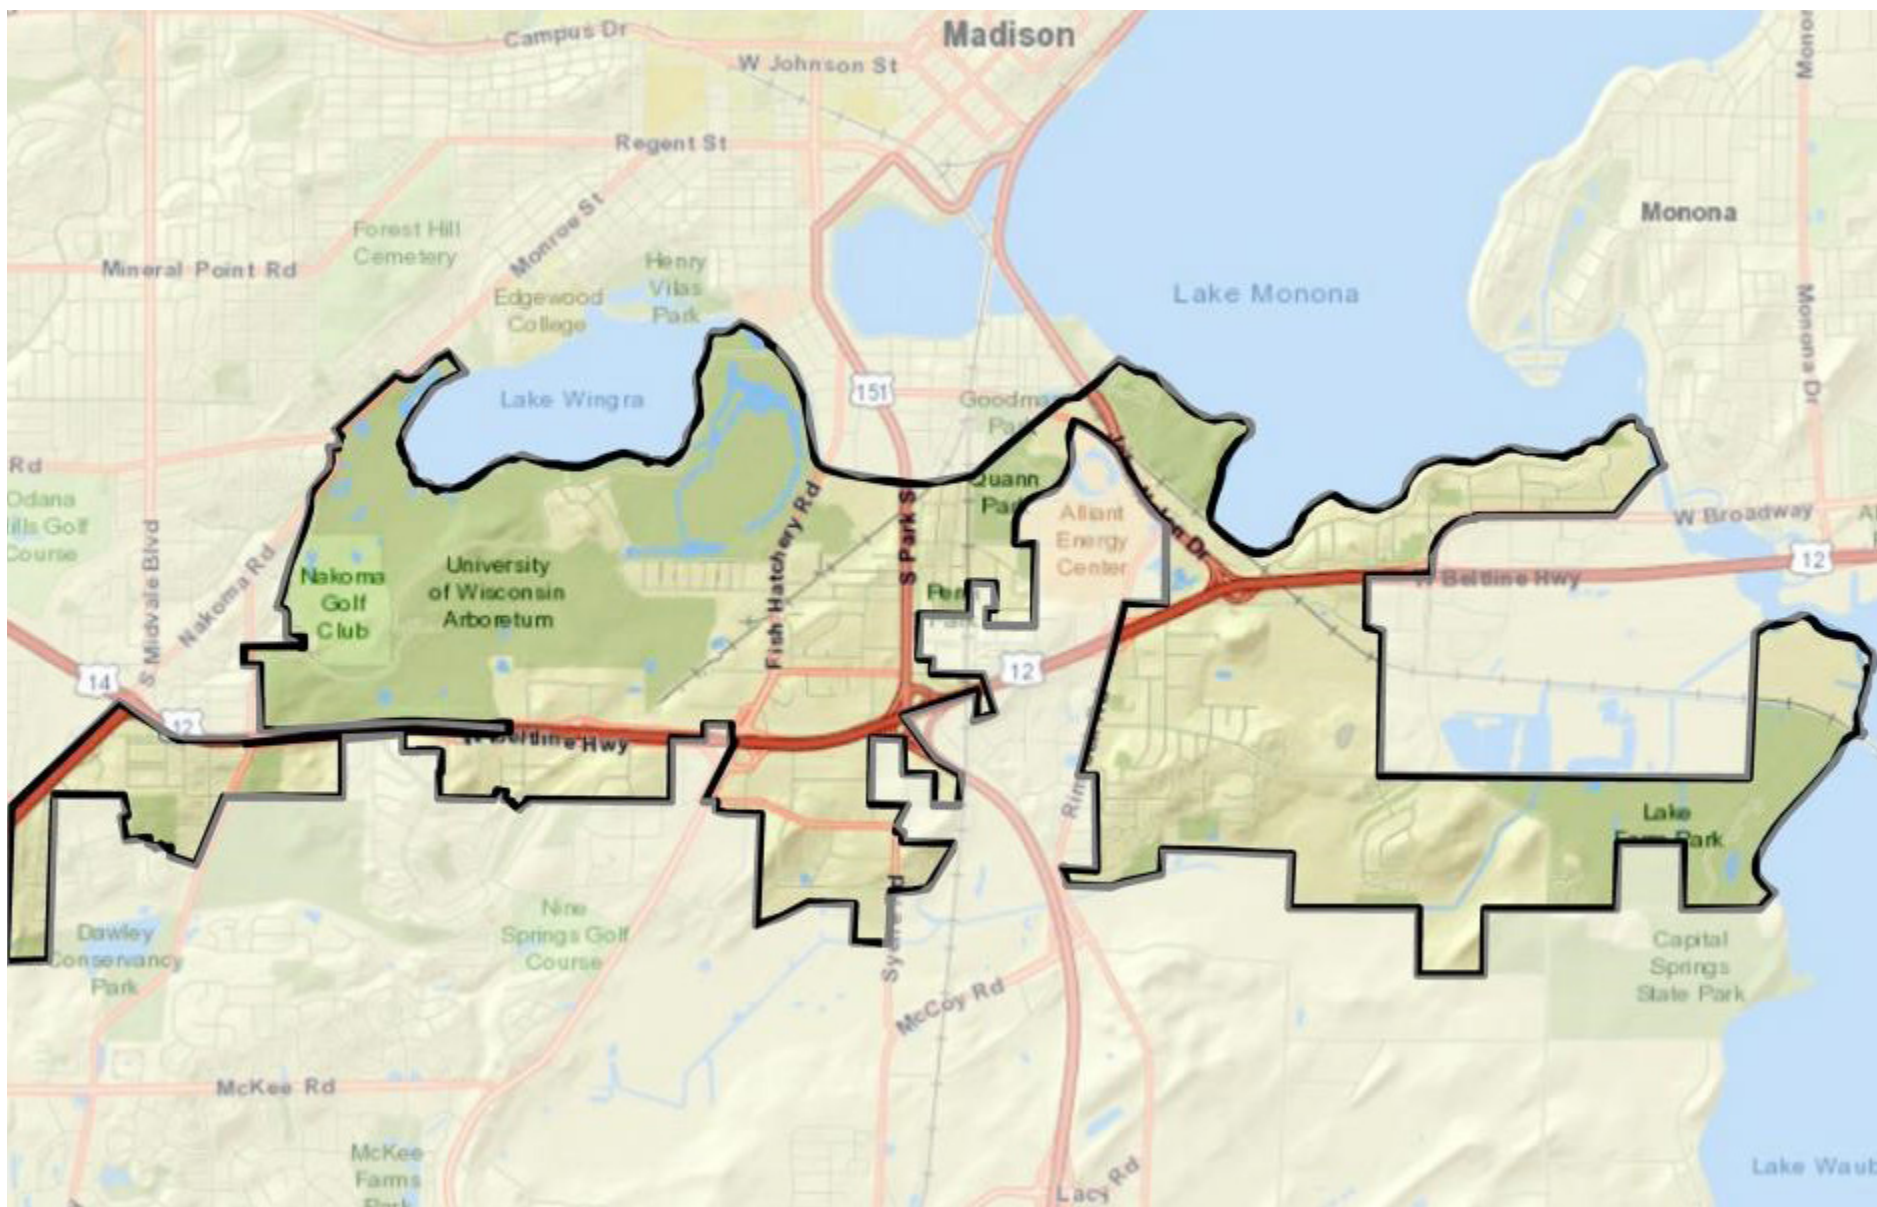 Campus Dr
Madison
W Johnson St
Regent St
Monroe St
Monona
Forest Hill
Cemetery
Mineral Point Rd
Henry
Vilas
Park
Edgewood
College
Lake Monona
Monona Dr
Lake Wingra
151
Goodman
Park
Rd
Odana
Hills Golf
Course
S Midvale Blvd
Nakoma Rd
Fish Hatchery Rd
S Park S
Quann
Park
Alliant
Energy
Center
W Broadway
12
W Beltline Hwy
Nakoma
Golf
Club
University
of Wisconsin
Arboretum
14
12
12
W Beltline Hwy
Lake
Farm Park
Nine
Springs Golf
Course
Dawley
Conservancy
Park
Capital
Springs
State Park
McCoy Rd
McKee Rd
McKee
Farms
Park
Lacy Rd
Lake Waub